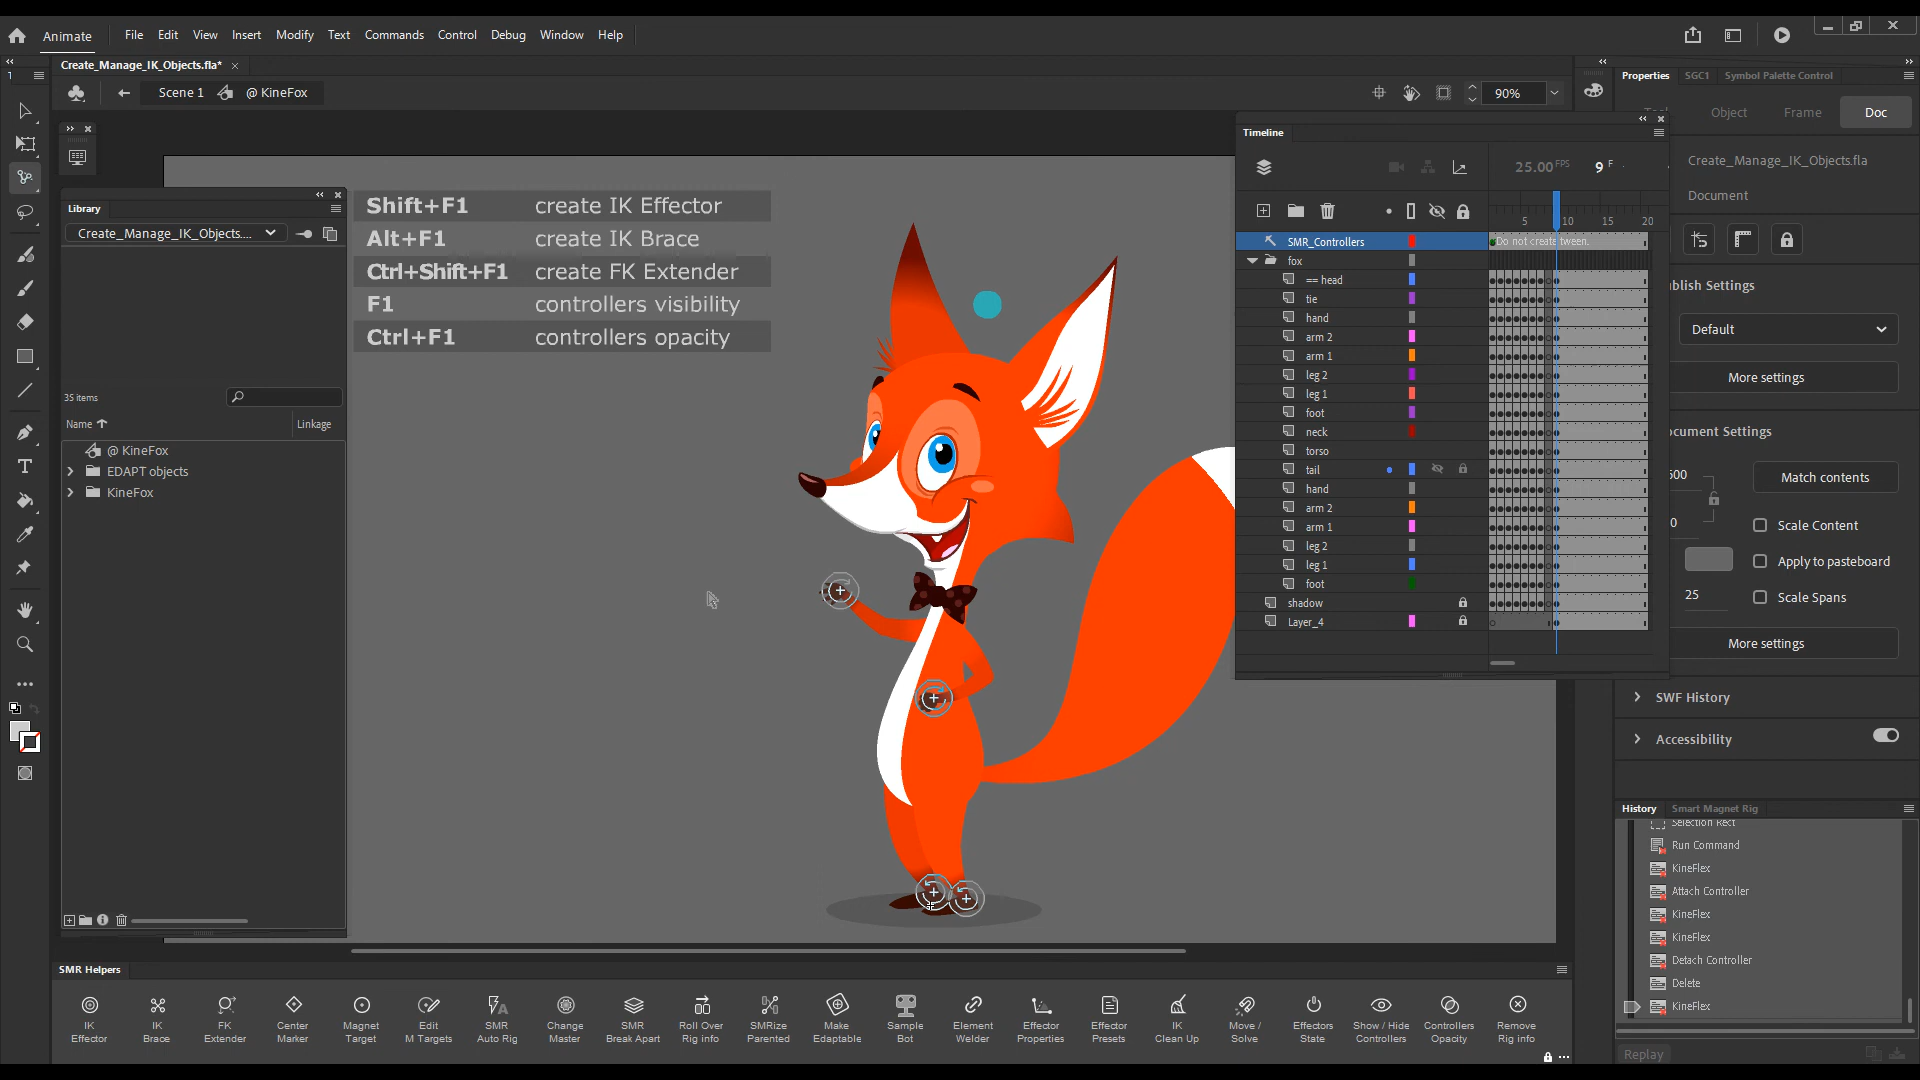 Animate File Edit View Insert Modify Text Commands Control Debug Window Help
Create_Manage_IK_Objects.fla* ×
Scene 1 @ KineFox
90%
Properties SGC1 Symbol Palette Control
Object Frame Doc
Create_Manage_IK_Objects.fla
Document
Publish Settings
Default
More settings
Document Settings
Match contents
Scale Content
Apply to pasteboard
25
Scale Spans
More settings
SWF History
Accessibility
Library
Create_Manage_IK_Objects....
35 items
Name Linkage
@ KineFox
EDAPT objects
KineFox
Shift+F1 create IK Effector
Alt+F1 create IK Brace
Ctrl+Shift+F1 create FK Extender
F1 controllers visibility
Ctrl+F1 controllers opacity
Timeline
25.00 FPS 9 F
5 10 15 20
SMR_Controllers Do not create tween.
fox
== head
tie
hand
arm 2
arm 1
leg 2
leg 1
foot
neck
torso
tail
hand
arm 2
arm 1
leg 2
leg 1
foot
shadow
Layer_4
History Smart Magnet Rig
Selection Rect
Run Command
KineFlex
Attach Controller
KineFlex
KineFlex
Detach Controller
Delete
KineFlex
Replay
SMR Helpers
IK Effector
IK Brace
FK Extender
Center Marker
Magnet Target
Edit M Targets
SMR Auto Rig
Change Master
SMR Break Apart
Roll Over Rig info
SMRize Parented
Make Adaptable
Sample Bot
Element Welder
Effector Properties
Effector Presets
IK Clean Up
Move / Solve
Effectors State
Show / Hide Controllers
Controllers Opacity
Remove Rig info